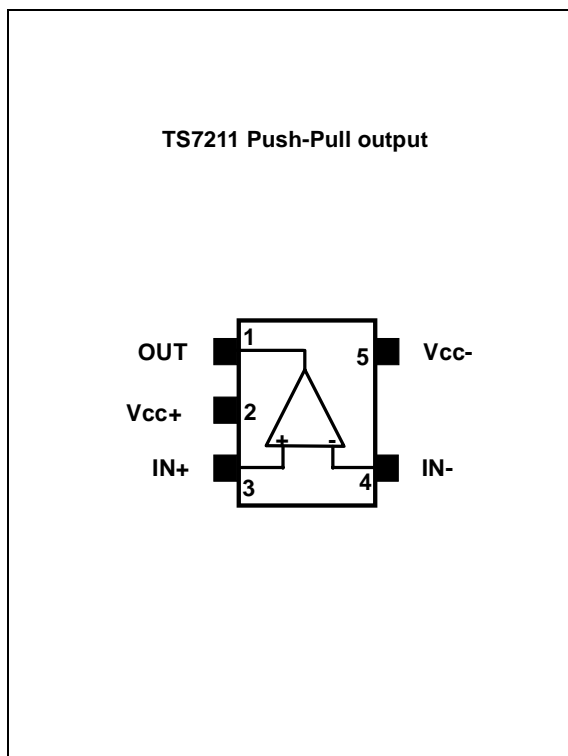 TS7211 Push-Pull output
OUT
1
5
Vcc-
Vcc+
2
IN+
+
-
IN-
3
4